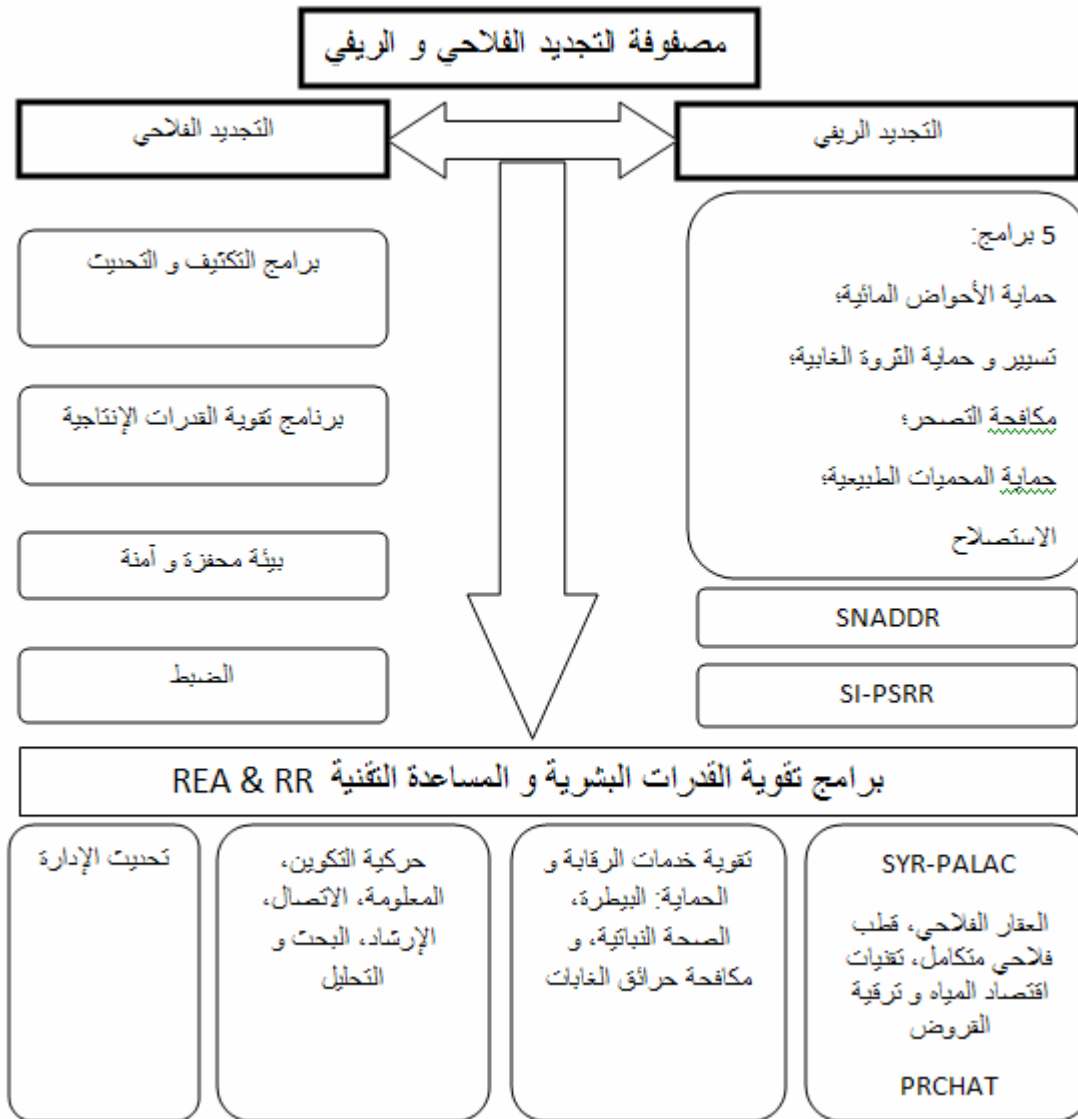 مصفوفة التجديد الفلاحي و الريفي
التجديد الريفي
التجديد الفلاحي
5 برامج:
حماية الأحواض المائية؛
تسيير و حماية الثروة الغابية؛
مكافحة التصحر؛
حماية المحميات الطبيعية؛
الاستصلاح
SNADDR
SI-PSRR
برامج التكثيف و التحديث
برنامج تقوية القدرات الإنتاجية
بيئة محفزة و آمنة
الضبط
برامج تقوية القدرات البشرية و المساعدة التقنية REA & RR
SYR-PALAC
العقار الفلاحي، قطب
فلاحي متكامل، تقنيات
اقتصاد المياه و ترقية
القروض
PRCHAT
تقوية خدمات الرقابة و
الحماية: البيطرة،
الصحة النباتية، و
مكافحة حرائق الغابات
حركية التكوين،
المعلومة، الاتصال،
الإرشاد، البحث و
التحليل
تحديث الإدارة